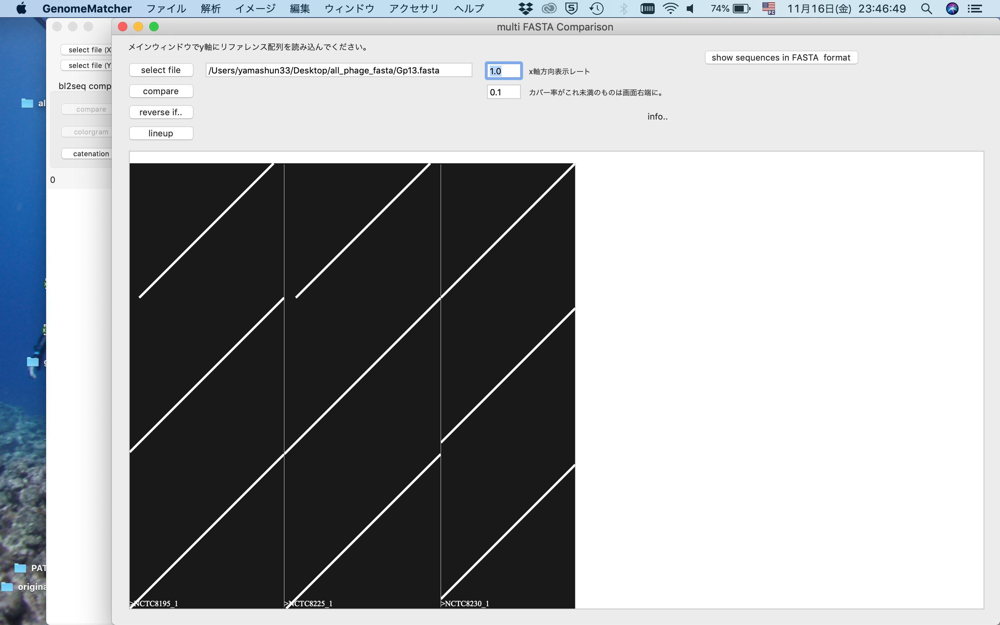 GenomeMatcher ファイル 解析 イメージ 編集 ウィンドウ アクセサリ ヘルプ 74% 11月16日(金) 23:46:49
multi FASTA Comparison
メインウィンドウでy軸にリファレンス配列を読み込んでください。
show sequences in FASTA format
select file /Users/yamashun33/Desktop/all_phage_fasta/Gp13.fasta 1.0 x軸方向表示レート
compare 0.1 カバー率がこれ未満のものは画面右端に。
reverse if..
info..
lineup
select file (X
select file (Y
bl2seq comp
compare
colorgram
catenation
0
al
g
PAT
origina
>NCTC8195_1 >NCTC8225_1 >NCTC8230_1